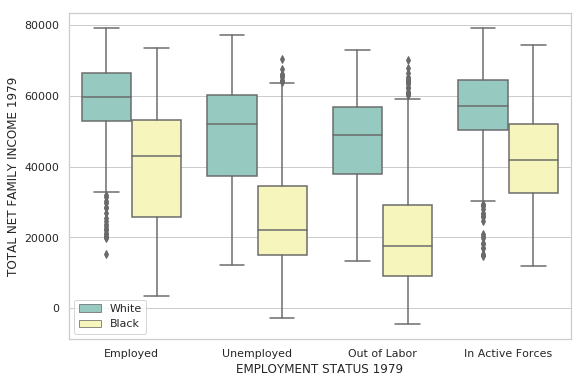 80000
60000
40000
20000
0
TOTAL NET FAMILY INCOME 1979
White
Black
Employed
Unemployed
Out of Labor
In Active Forces
EMPLOYMENT STATUS 1979